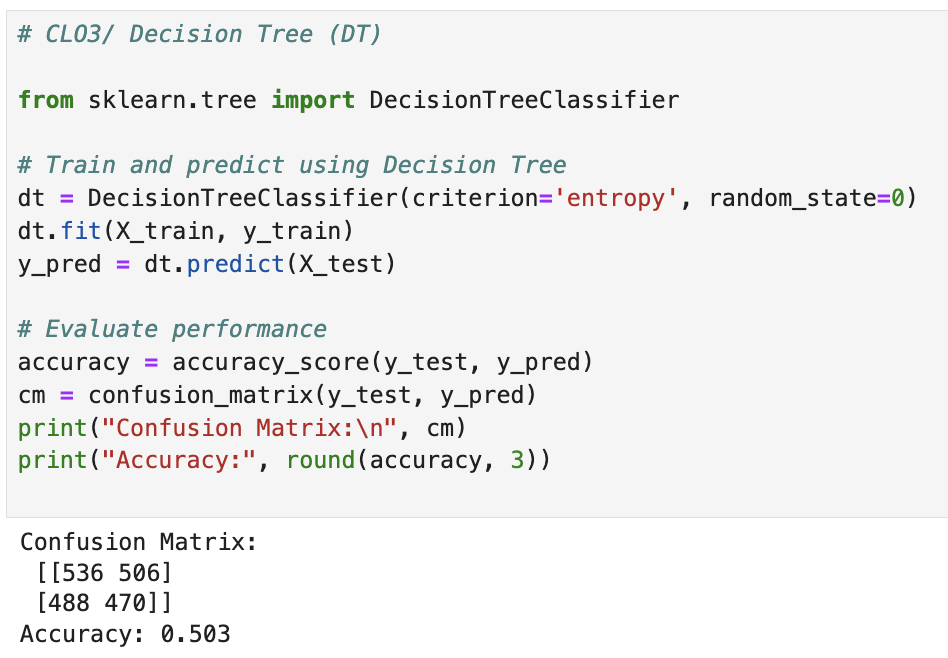 # CLO3/ Decision Tree (DT)
from sklearn.tree import DecisionTreeClassifier
# Train and predict using Decision Tree
dt = DecisionTreeClassifier(criterion='entropy', random_state=0)
dt.fit(X_train, y_train)
y_pred = dt.predict(X_test)
# Evaluate performance
accuracy = accuracy_score(y_test, y_pred)
cm = confusion_matrix(y_test, y_pred)
print("Confusion Matrix:\n", cm)
print("Accuracy:", round(accuracy, 3))
Confusion Matrix:
 [[536 506]
 [488 470]]
Accuracy: 0.503